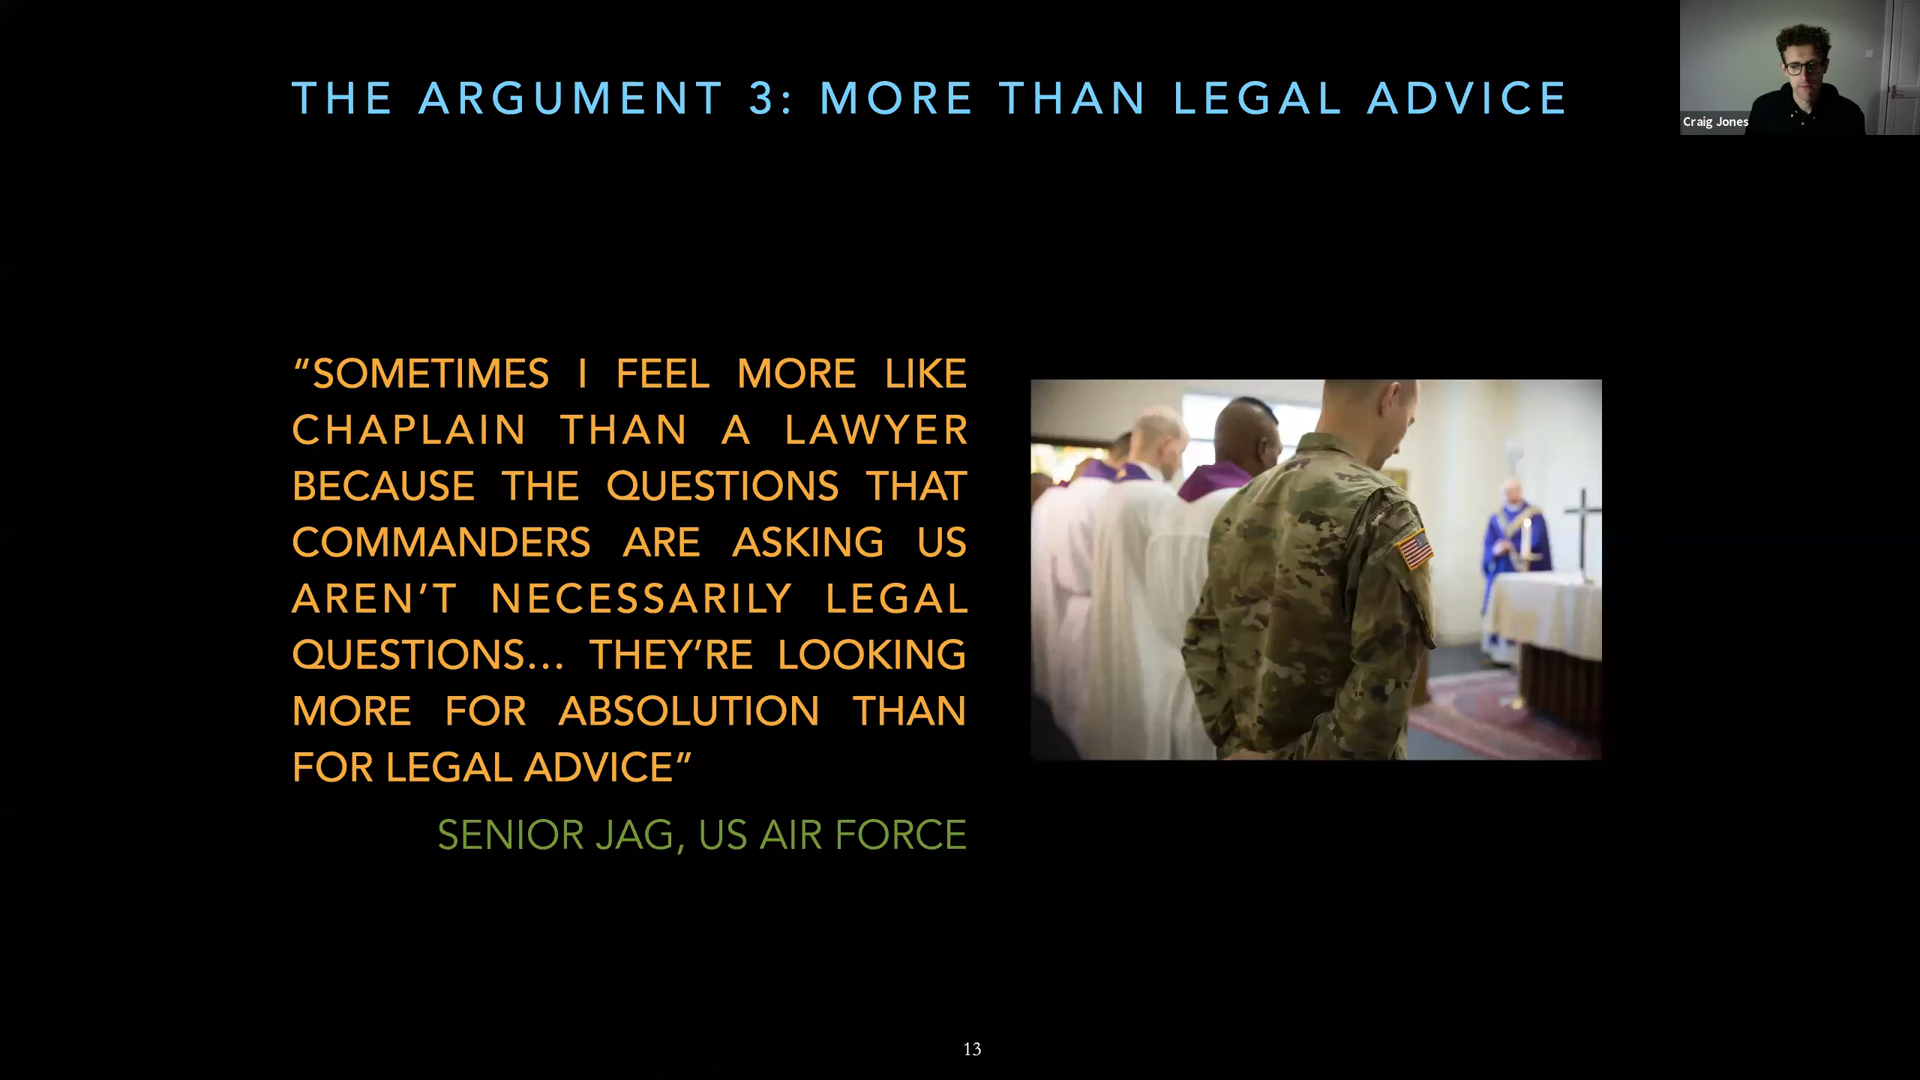 THE ARGUMENT 3: MORE THAN LEGAL ADVICE
Craig Jones
“SOMETIMES I FEEL MORE LIKE
CHAPLAIN THAN A LAWYER
BECAUSE THE QUESTIONS THAT
COMMANDERS ARE ASKING US
AREN’T NECESSARILY LEGAL
QUESTIONS… THEY’RE LOOKING
MORE FOR ABSOLUTION THAN
FOR LEGAL ADVICE”
SENIOR JAG, US AIR FORCE
13